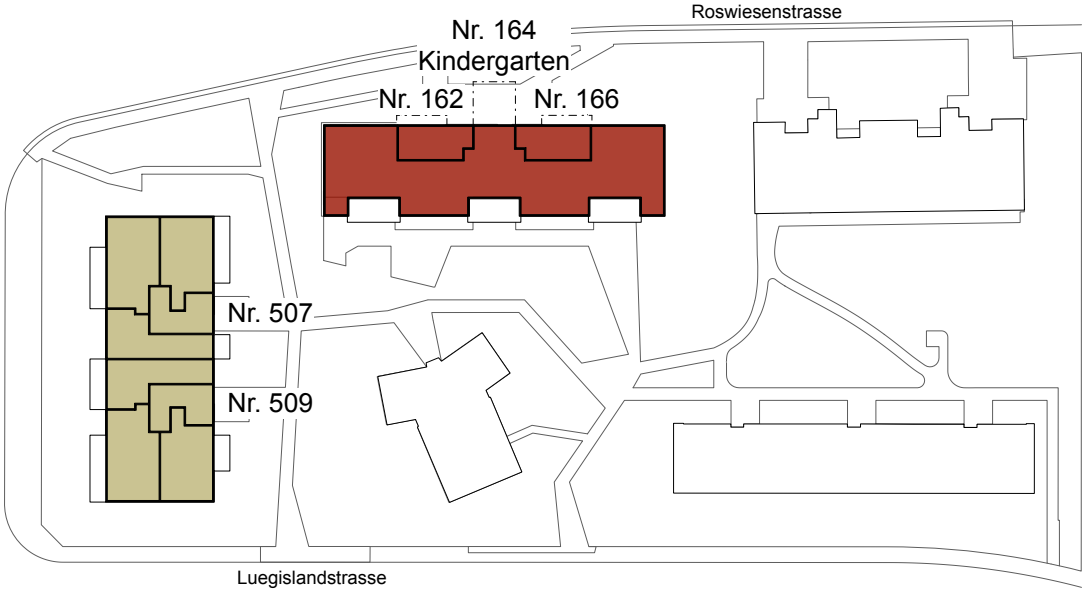 Roswiesenstrasse
Nr. 164
Kindergarten
Nr. 162
Nr. 166
Nr. 507
Nr. 509
Luegislandstrasse